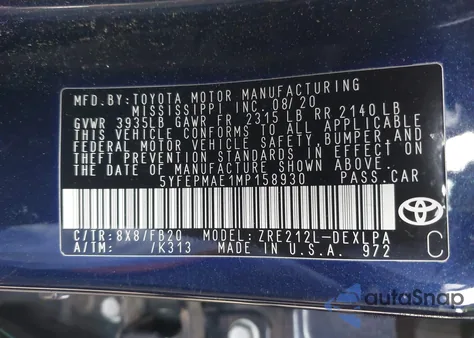 MFD.BY:TOYOTA MOTOR MANUFACTURING
MISSISSIPPI INC. 08/20
GVWR 3935LB GAWR FR 2315 LB RR 2140 LB
THIS VEHICLE CONFORMS TO ALL APPLICABLE
FEDERAL MOTOR VEHICLE SAFETY,BUMPER,AND
THEFT PREVENTION STANDARDS IN EFFECT ON
THE DATE OF MANUFACTURE SHOWN ABOVE.
5YFEPMAE1MP158930 PASS.CAR
C/TR:8X8/FB20 MODEL:ZRE212L-DEXLPA
A/TM: /K313 MADE IN U.S.A. 972
C
autoSnap